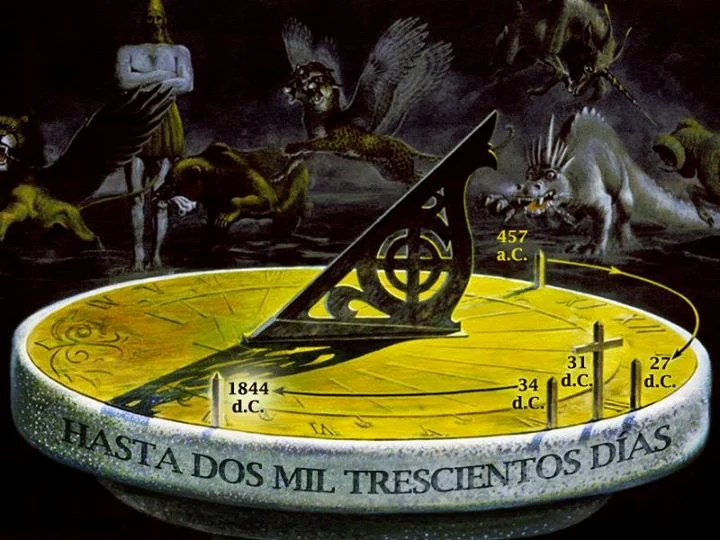 457
a.C.
31
d.C.
27
d.C.
1844
d.C.
34
d.C.
HASTA DOS MIL TRESCIENTOS DÍAS